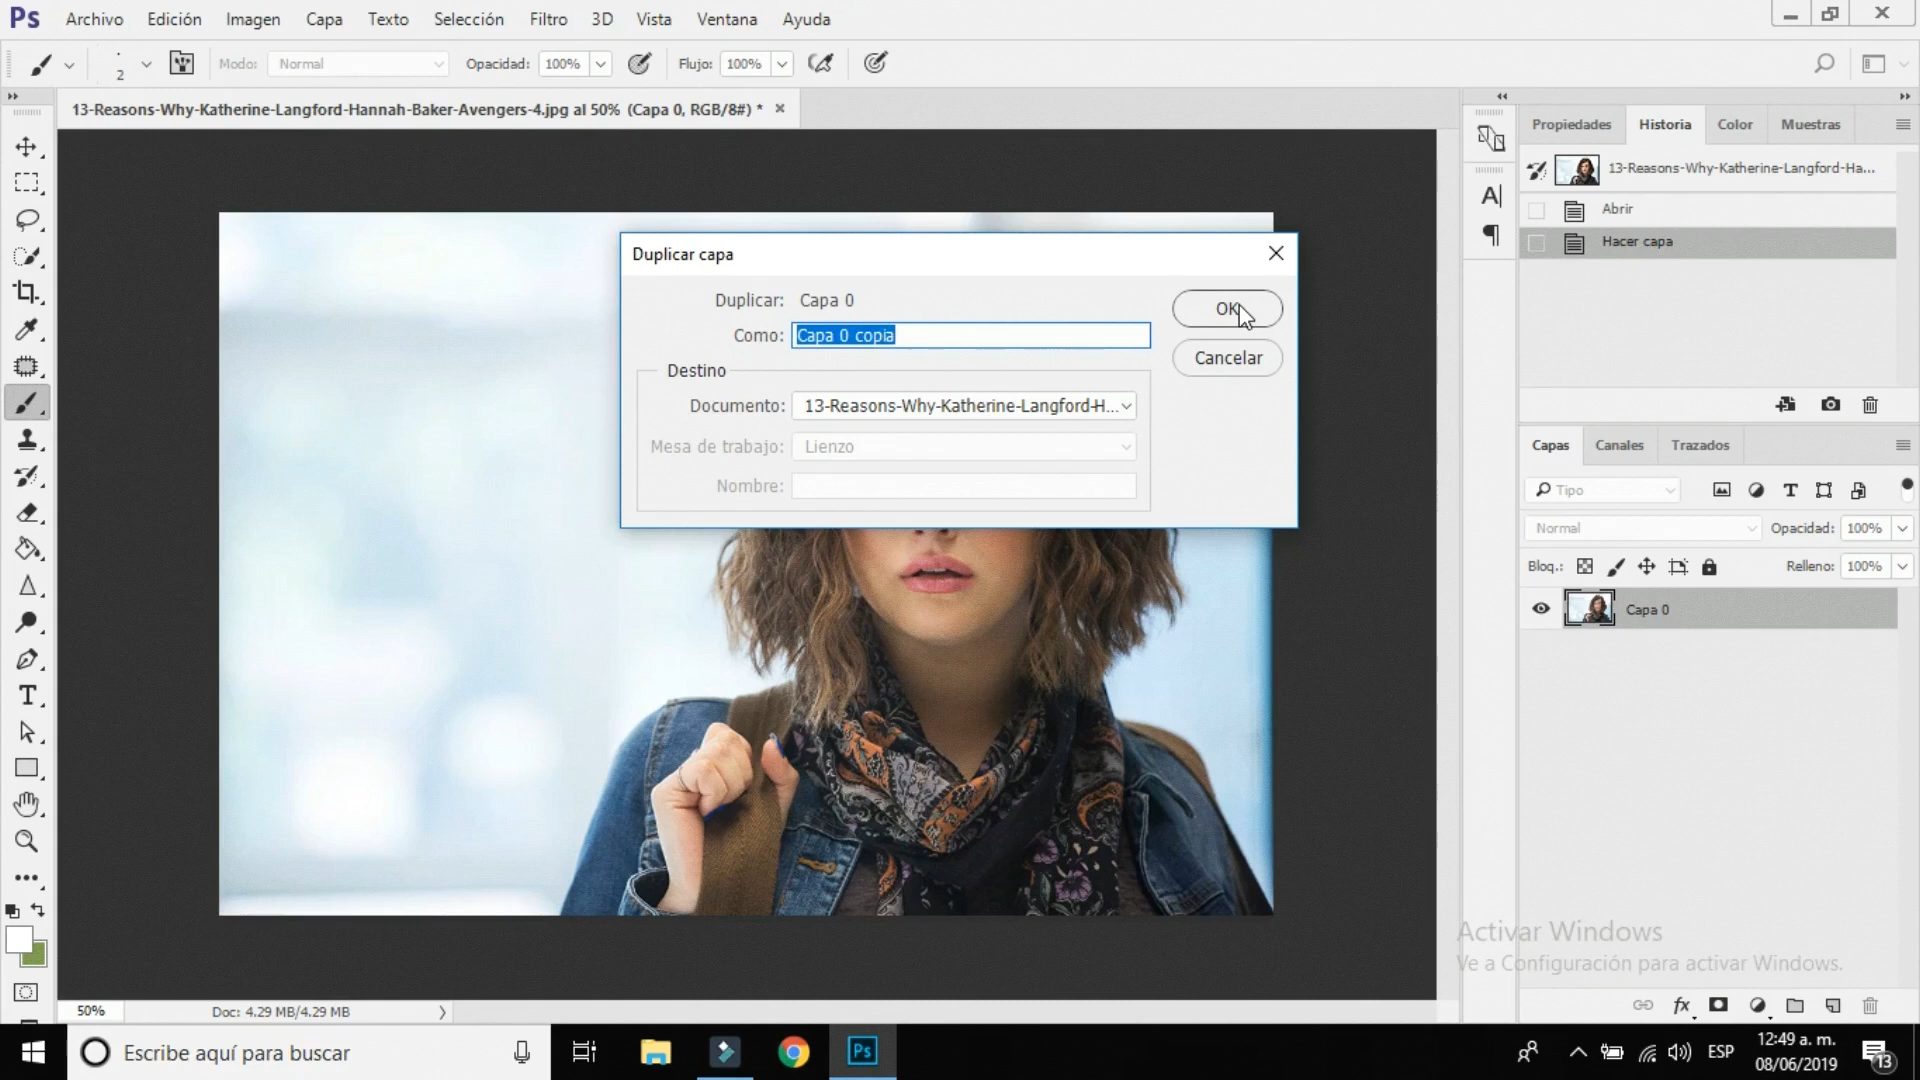 Ps Archivo Edición Imagen Capa Texto Selección Filtro 3D Vista Ventana Ayuda
2 Modo: Normal Opacidad: 100% Flujo: 100%
13-Reasons-Why-Katherine-Langford-Hannah-Baker-Avengers-4.jpg al 50% (Capa 0, RGB/8#) *
Propiedades Historia Color Muestras
13-Reasons-Why-Katherine-Langford-Ha...
Abrir
Hacer capa
Duplicar capa
Duplicar: Capa 0
OK
Como: Capa 0 copia
Cancelar
Destino
Documento: 13-Reasons-Why-Katherine-Langford-H...
Mesa de trabajo: Lienzo
Nombre:
Capas Canales Trazados
Tipo
Normal Opacidad: 100%
Bloq.: Relleno: 100%
Capa 0
Activar Windows
Ve a Configuración para activar Windows.
50% Doc: 4.29 MB/4.29 MB
fx
Escribe aquí para buscar
Ps
ESP
12:49 a. m.
08/06/2019
13